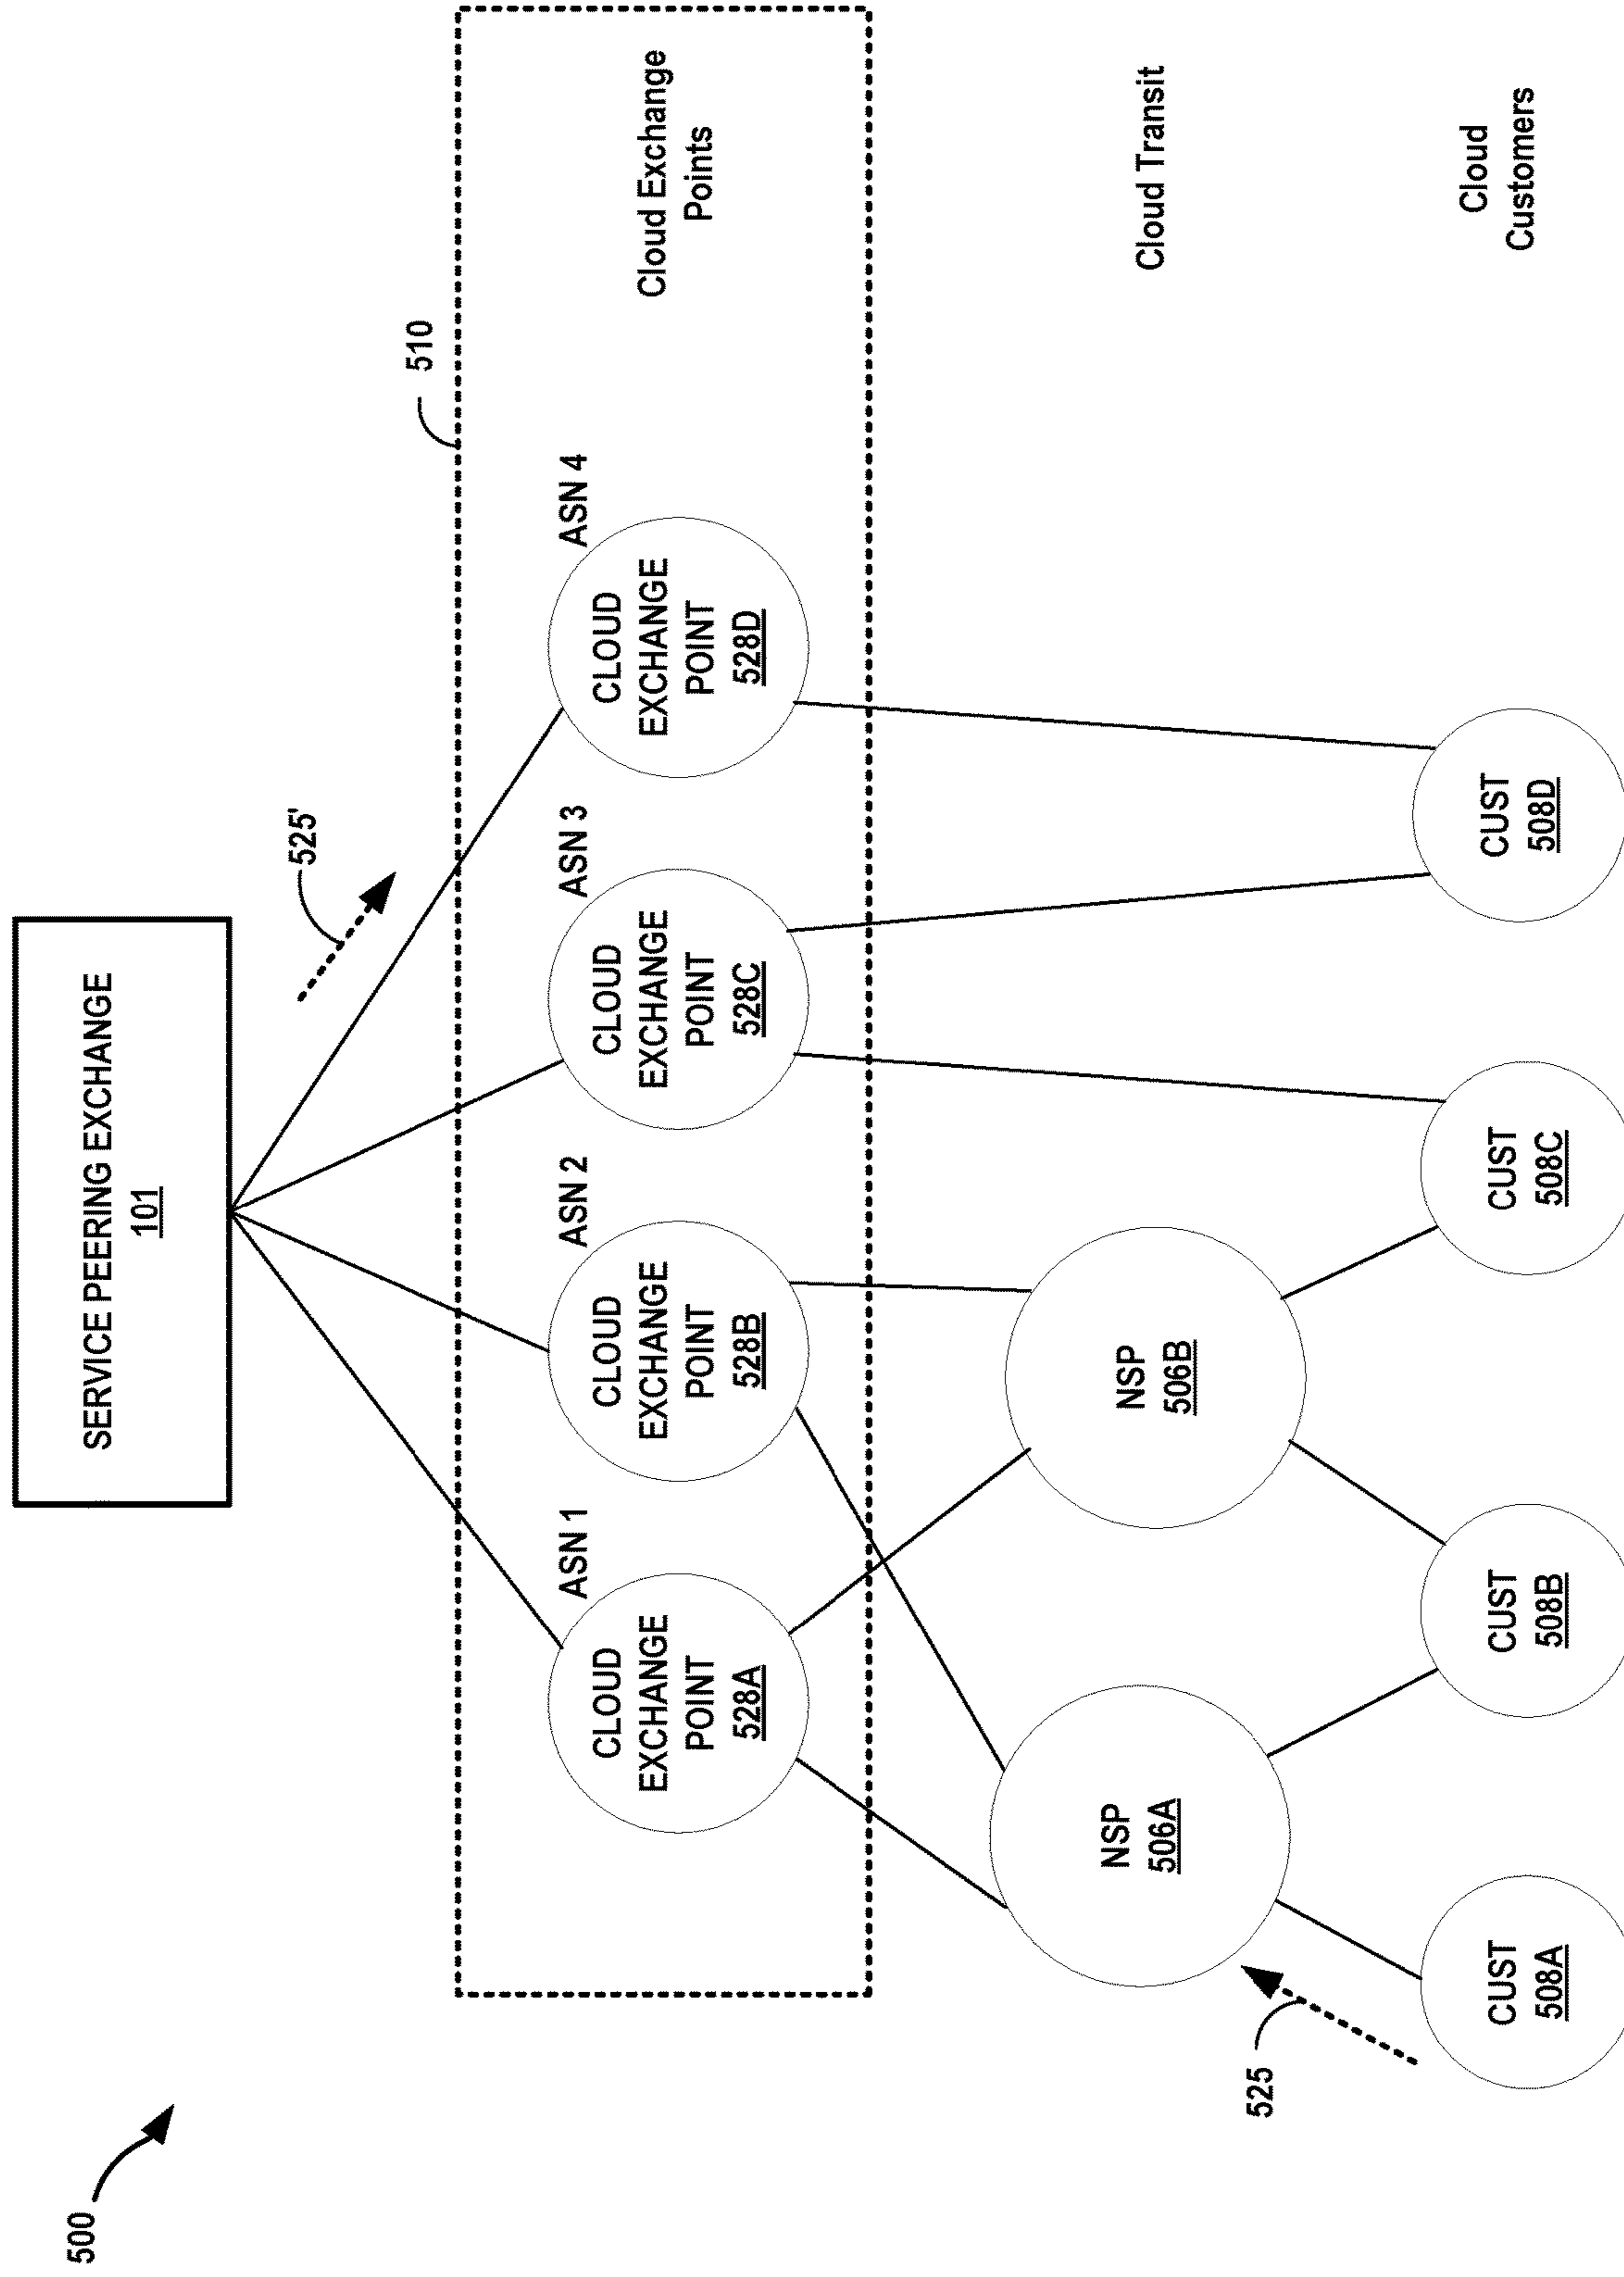 500
SERVICE PEERING EXCHANGE
101
525'
510
ASN 1
ASN 2
ASN 3
ASN 4
CLOUD
EXCHANGE
POINT
528A
CLOUD
EXCHANGE
POINT
528B
CLOUD
EXCHANGE
POINT
528C
CLOUD
EXCHANGE
POINT
528D
Cloud Exchange
Points
NSP
506A
NSP
506B
Cloud Transit
525
CUST
508A
CUST
508B
CUST
508C
CUST
508D
Cloud
Customers